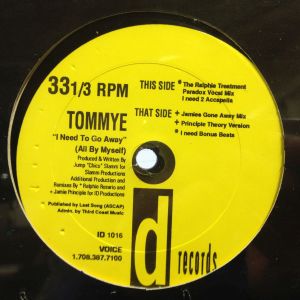 33 1/3 RPM
THIS SIDE
• The Ralphie Treatment
Paradox Vocal Mix
I need 2 Accapella
TOMMYE
THAT SIDE
+ Jamies Gone Away Mix
+ Principle Theory Version
• I need Bonus Beats
"I Need To Go Away"
(All By Myself)
Produced & Written By
Jump "Chico" Slamm for
Slamm Productions
Additional Production and
Remixes By * Ralphie Rosario and
+ Jamie Principle for ID Productions
Published by Last Song (ASCAP)
Admin. by Third Coast Music
ID 1016
VOICE
1.708.387.7100
id
records